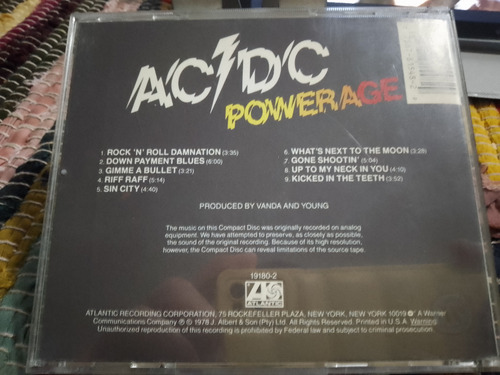 AC DC
POWERAGE
1. ROCK 'N' ROLL DAMNATION (3:35)
2. DOWN PAYMENT BLUES (6:00)
3. GIMME A BULLET (3:21)
4. RIFF RAFF (5:14)
5. SIN CITY (4:40)
6. WHAT'S NEXT TO THE MOON (3:28)
7. GONE SHOOTIN' (5:04)
8. UP TO MY NECK IN YOU (4:10)
9. KICKED IN THE TEETH (3:52)
PRODUCED BY VANDA AND YOUNG
The music on this Compact Disc was originally recorded on analog
equipment. We have attempted to preserve, as closely as possible,
the sound of the original recording. Because of its high resolution,
however, the Compact Disc can reveal limitations of the source tape.
19180-2
ATLANTIC
ATLANTIC RECORDING CORPORATION, 75 ROCKEFELLER PLAZA, NEW YORK, NEW YORK 10019 A Warner
Communications Company ℗ © 1978 J. Albert & Son (Pty) Ltd. All Rights Reserved. Printed in U.S.A. Warning:
Unauthorized reproduction of this recording is prohibited by Federal law and subject to criminal prosecution.